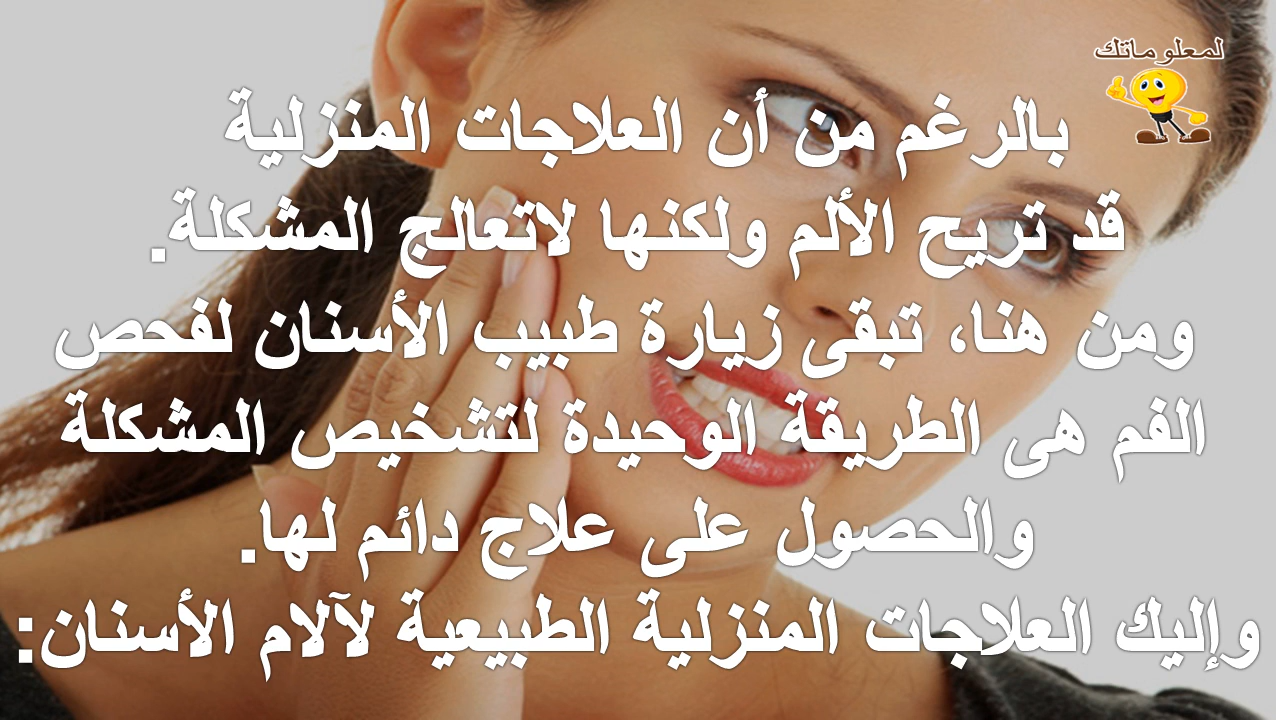 لمعلوماتك
بالرغم من أن العلاجات المنزلية
قد تريح الألم ولكنها لاتعالج المشكلة.
ومن هنا، تبقى زيارة طبيب الأسنان لفحص
الفم هى الطريقة الوحيدة لتشخيص المشكلة
والحصول على علاج دائم لها.
وإليك العلاجات المنزلية الطبيعية لآلام الأسنان: